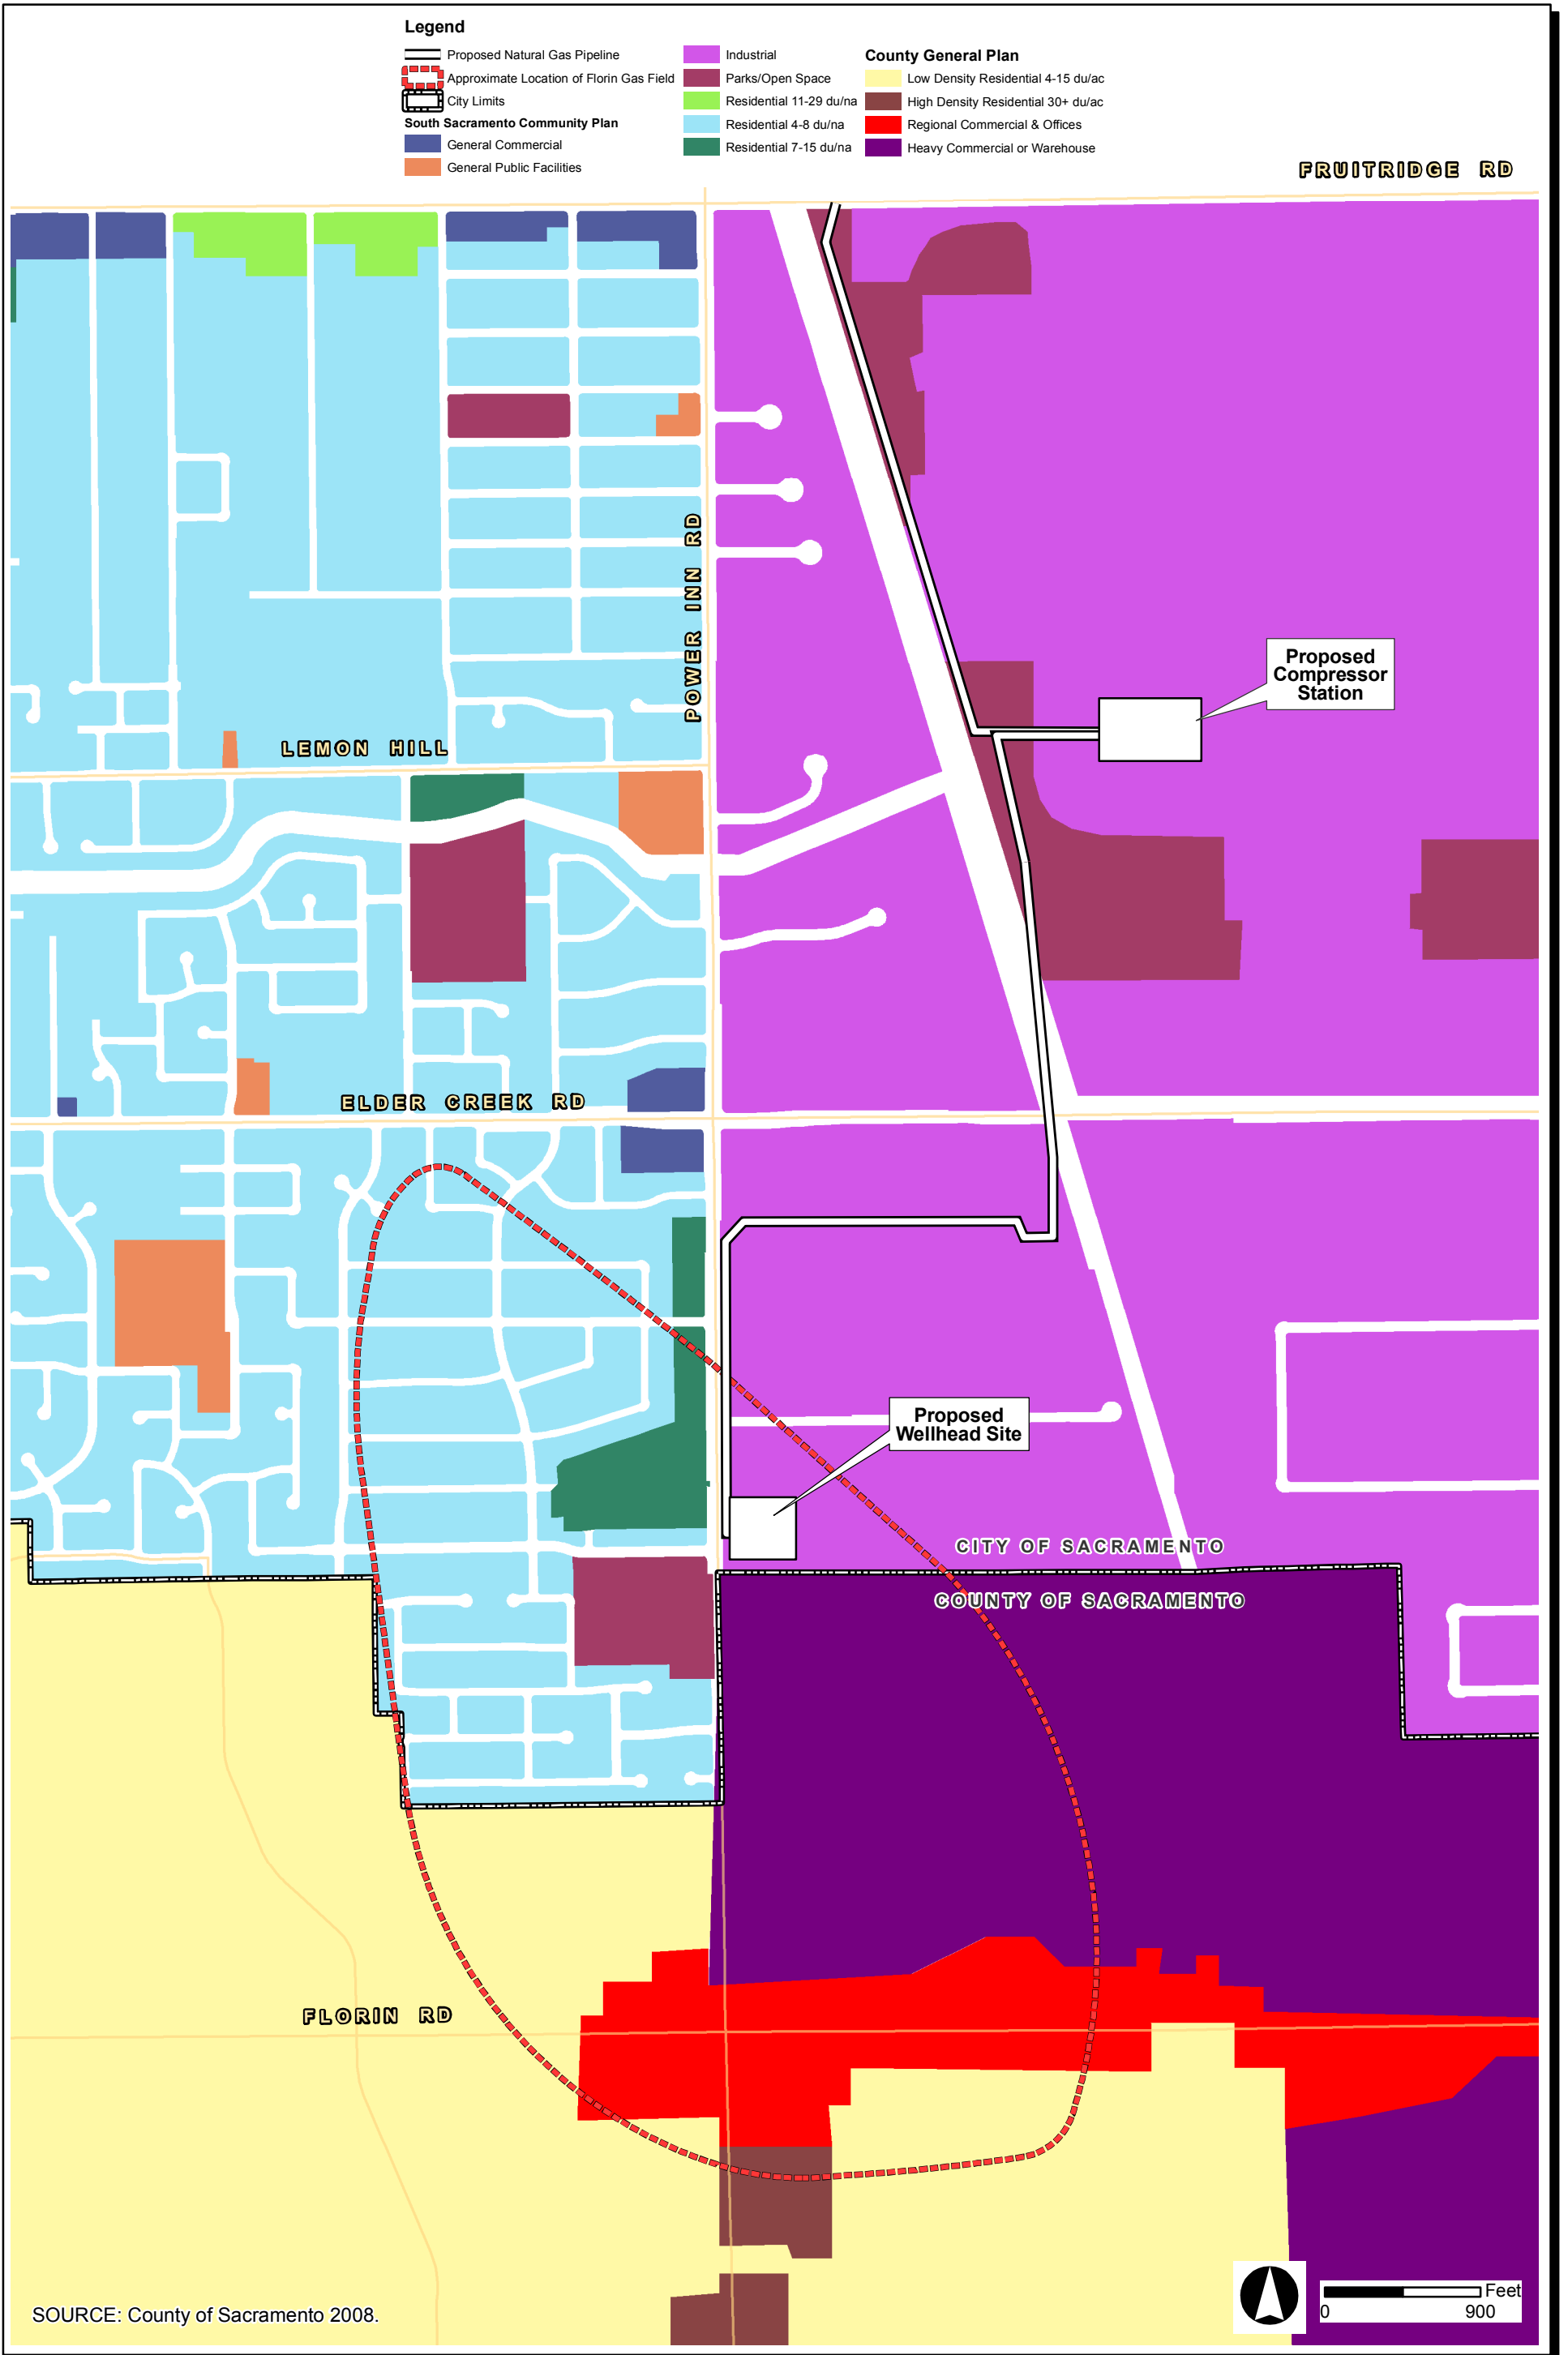 Legend
Proposed Natural Gas Pipeline
Approximate Location of Florin Gas Field
City Limits
South Sacramento Community Plan
General Commercial
General Public Facilities
Industrial
Parks/Open Space
Residential 11-29 du/na
Residential 4-8 du/na
Residential 7-15 du/na
County General Plan
Low Density Residential 4-15 du/ac
High Density Residential 30+ du/ac
Regional Commercial & Offices
Heavy Commercial or Warehouse
FRUITRIDGE RD
POWER INN RD
Proposed
Compressor
Station
LEMON HILL
ELDER CREEK RD
Proposed
Wellhead Site
CITY OF SACRAMENTO
COUNTY OF SACRAMENTO
FLORIN RD
SOURCE: County of Sacramento 2008.
Feet
0 900